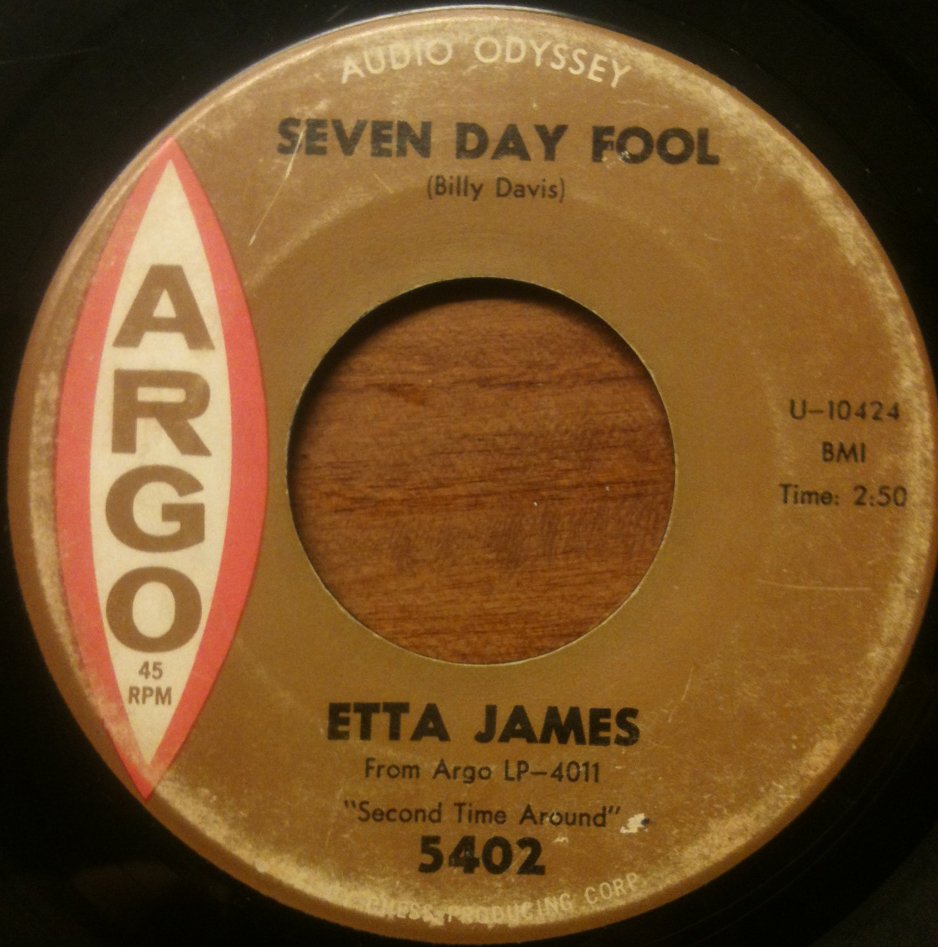 AUDIO ODYSSEY
SEVEN DAY FOOL
(Billy Davis)
ARGO
45
RPM
U-10424
BMI
Time: 2:50
ETTA JAMES
From Argo LP-4011
"Second Time Around"
5402
CHESS PRODUCING CORP